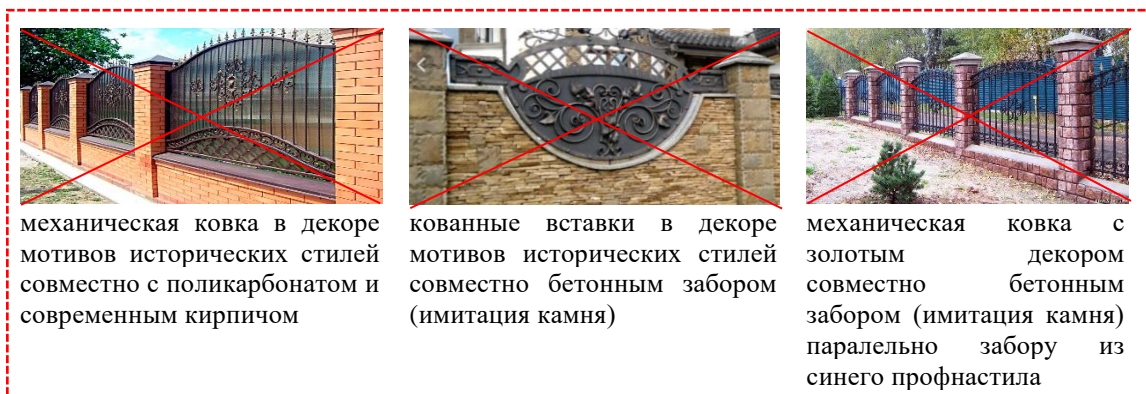 механическая ковка в декоре
мотивов исторических стилей
совместно с поликарбонатом и
современным кирпичом
кованные вставки в декоре
мотивов исторических стилей
совместно бетонным забором
(имитация камня)
механическая ковка с
золотым декором
совместно бетонным
забором (имитация камня)
паралельно забору из
синего профнастила